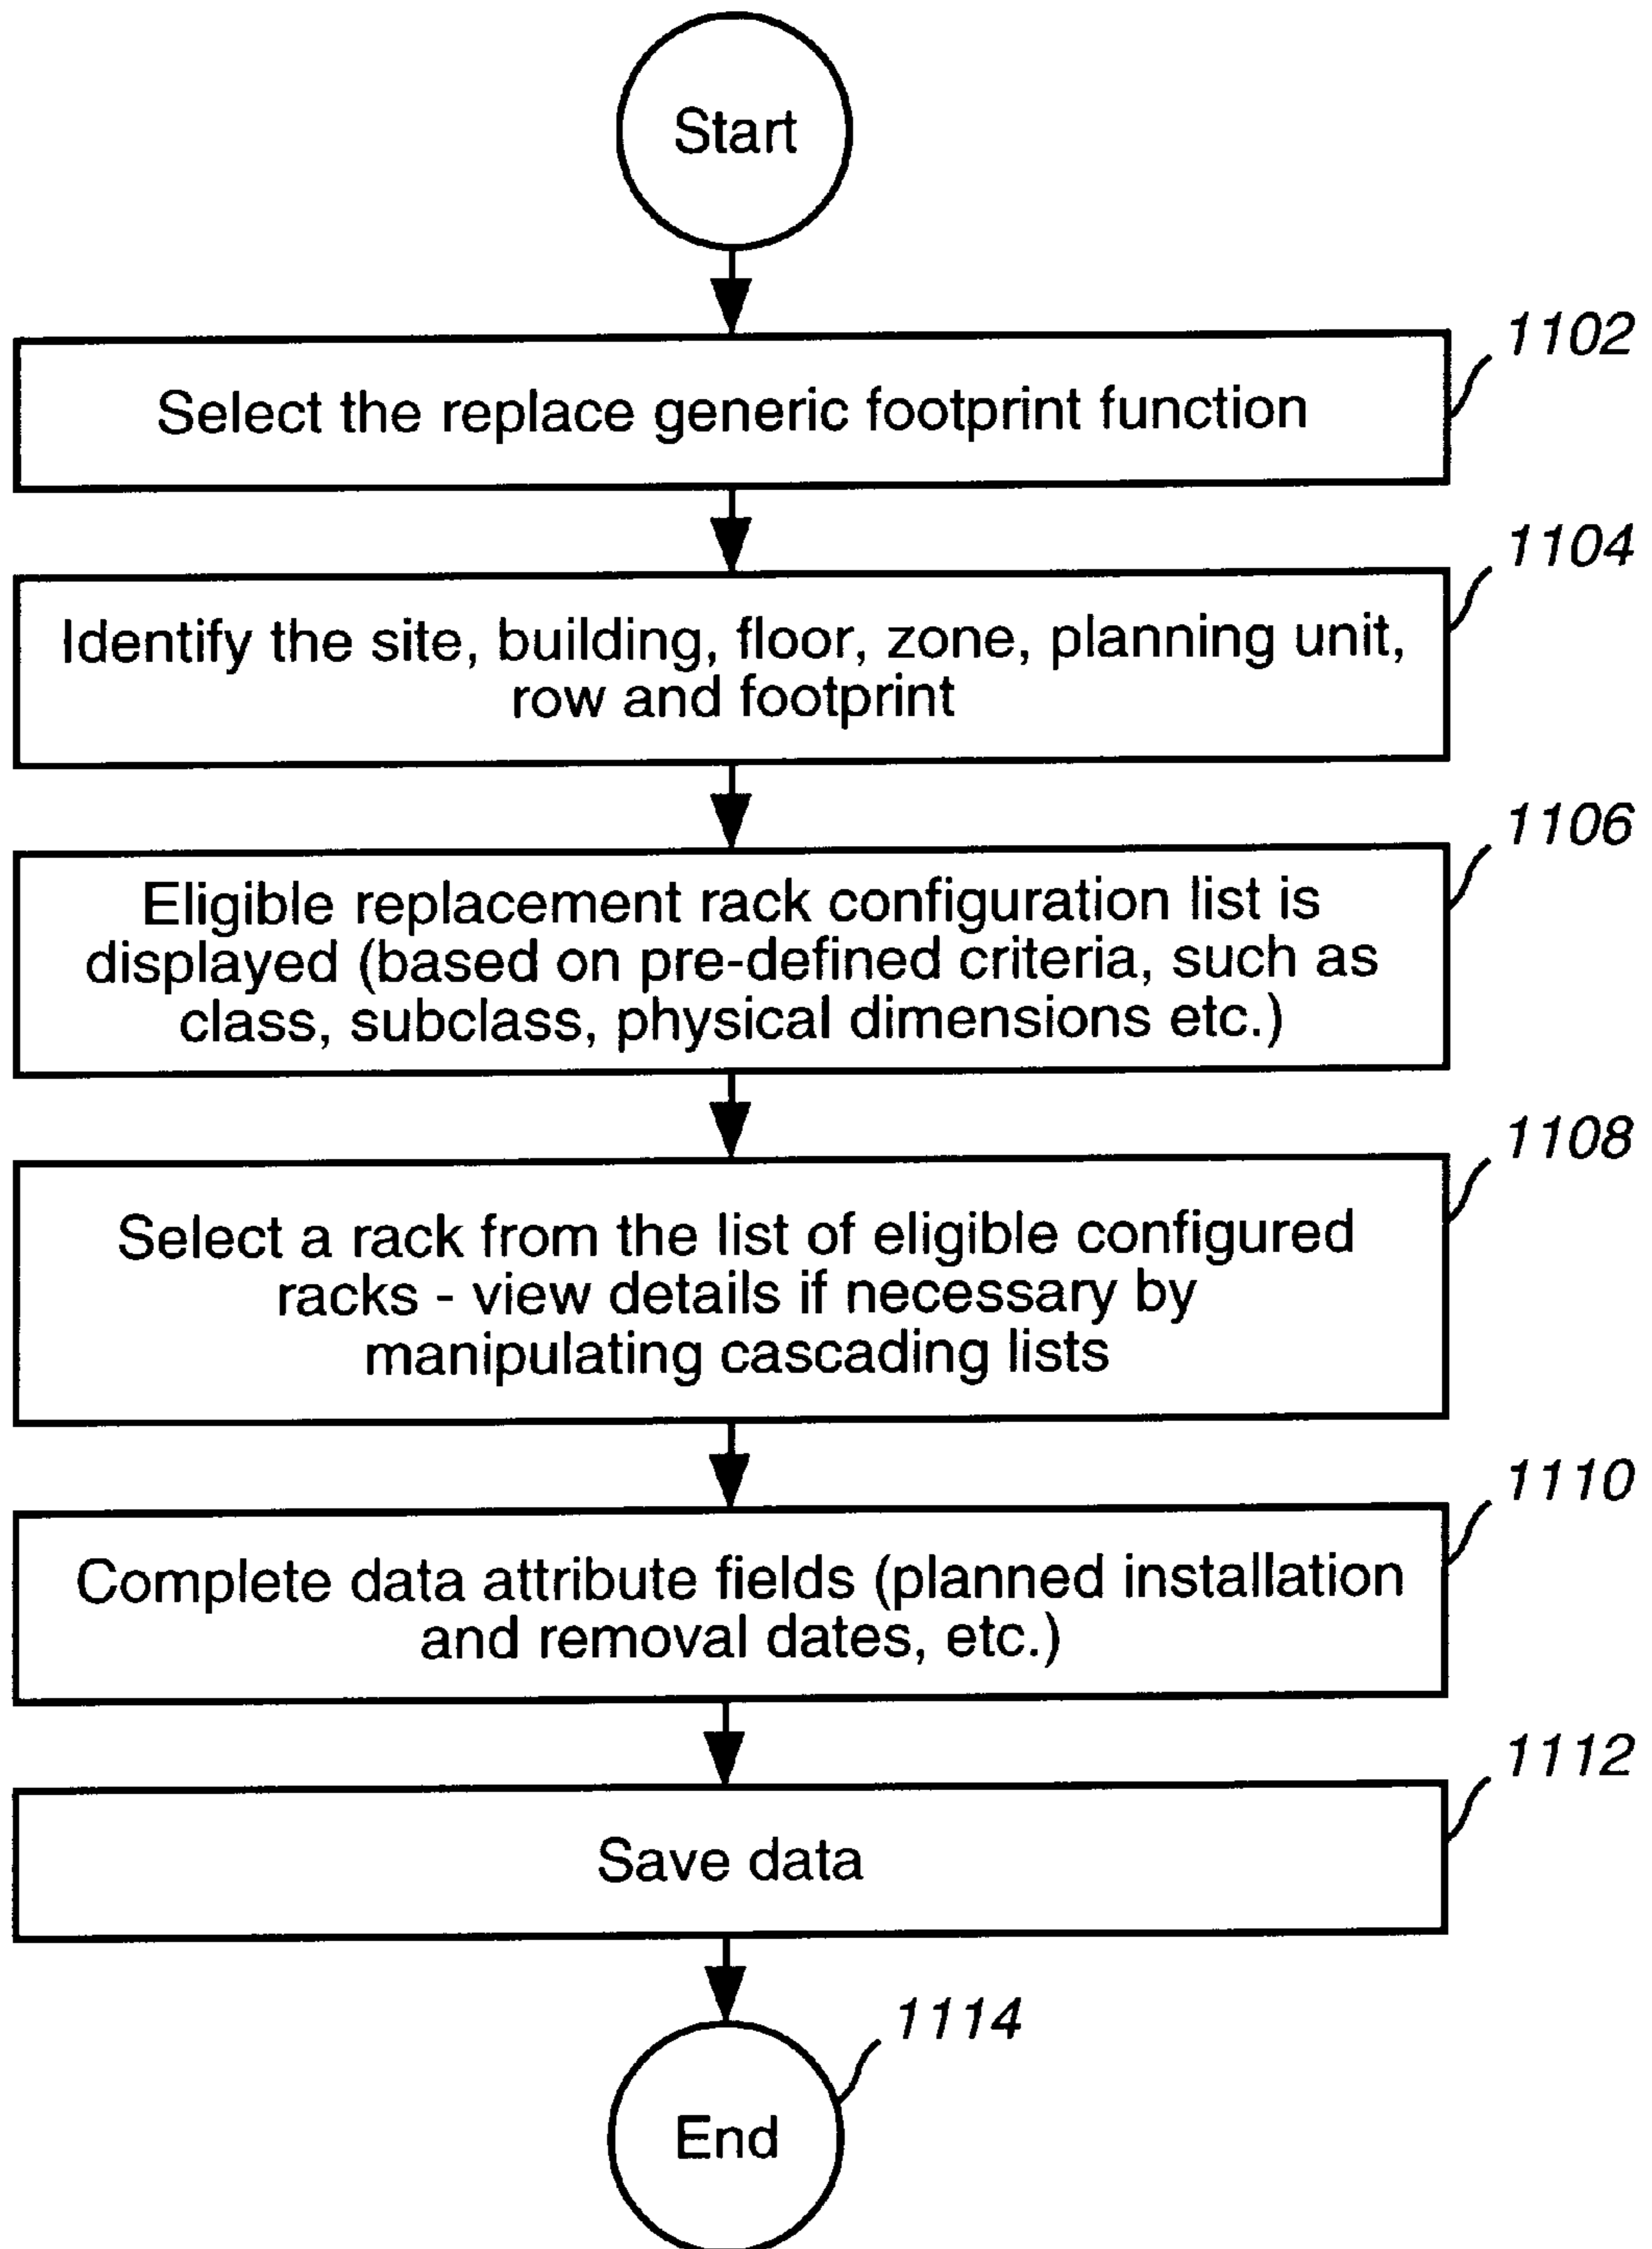 Start
1102
Select the replace generic footprint function
1104
Identify the site, building, floor, zone, planning unit,
row and footprint
1106
Eligible replacement rack configuration list is
displayed (based on pre-defined criteria, such as
class, subclass, physical dimensions etc.)
1108
Select a rack from the list of eligible configured
racks - view details if necessary by
manipulating cascading lists
1110
Complete data attribute fields (planned installation
and removal dates, etc.)
1112
Save data
1114
End